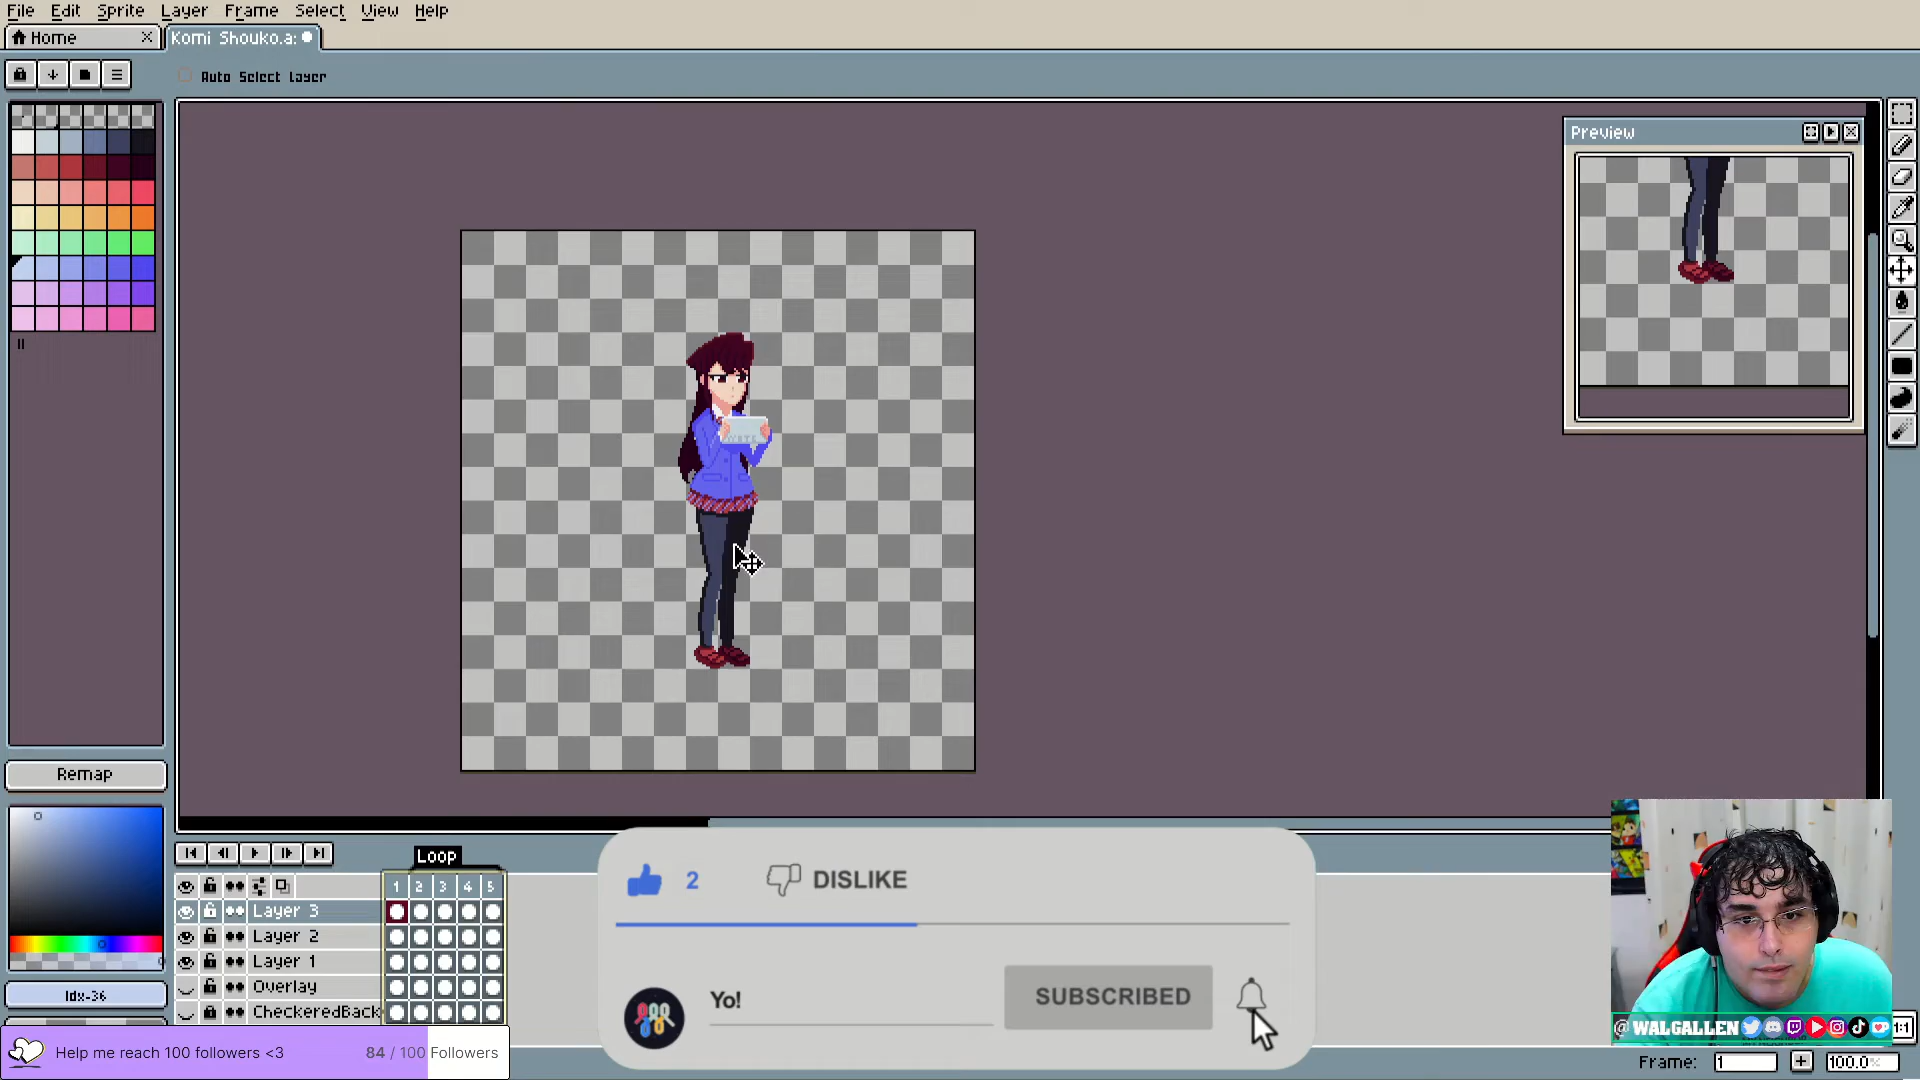 File Edit Sprite Layer Frame Select View Help
Home
Komi Shouko.a:
Auto Select Layer
Preview
Remap
Idx-36
Loop
1 2 3 4 5
Layer 3
Layer 2
Layer 1
Overlay
CheckeredBack
2 DISLIKE
Yo!
SUBSCRIBED
Help me reach 100 followers <3 84 / 100 Followers
@WALGALLEN
1:1
Frame: 1 + 100.0%